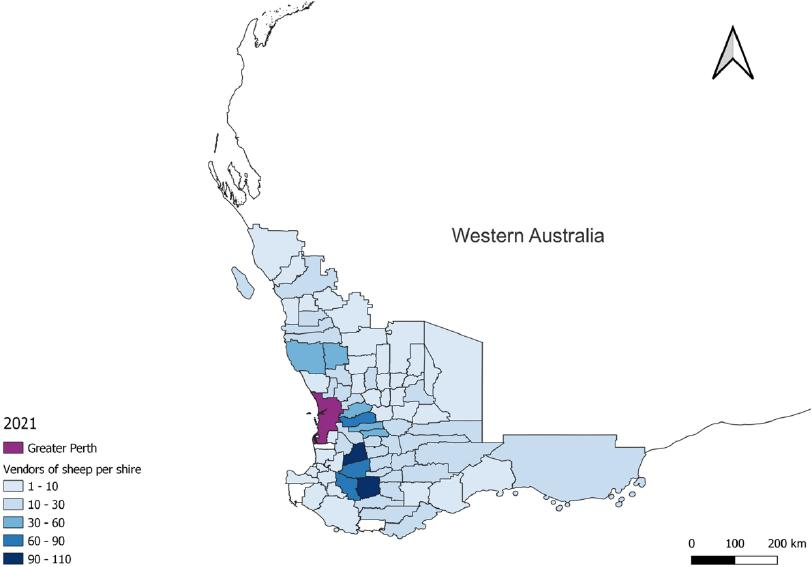 Western Australia
2021
Greater Perth
Vendors of sheep per shire
1 - 10
10 - 30
30 - 60
60 - 90
90 - 110
0 100 200 km